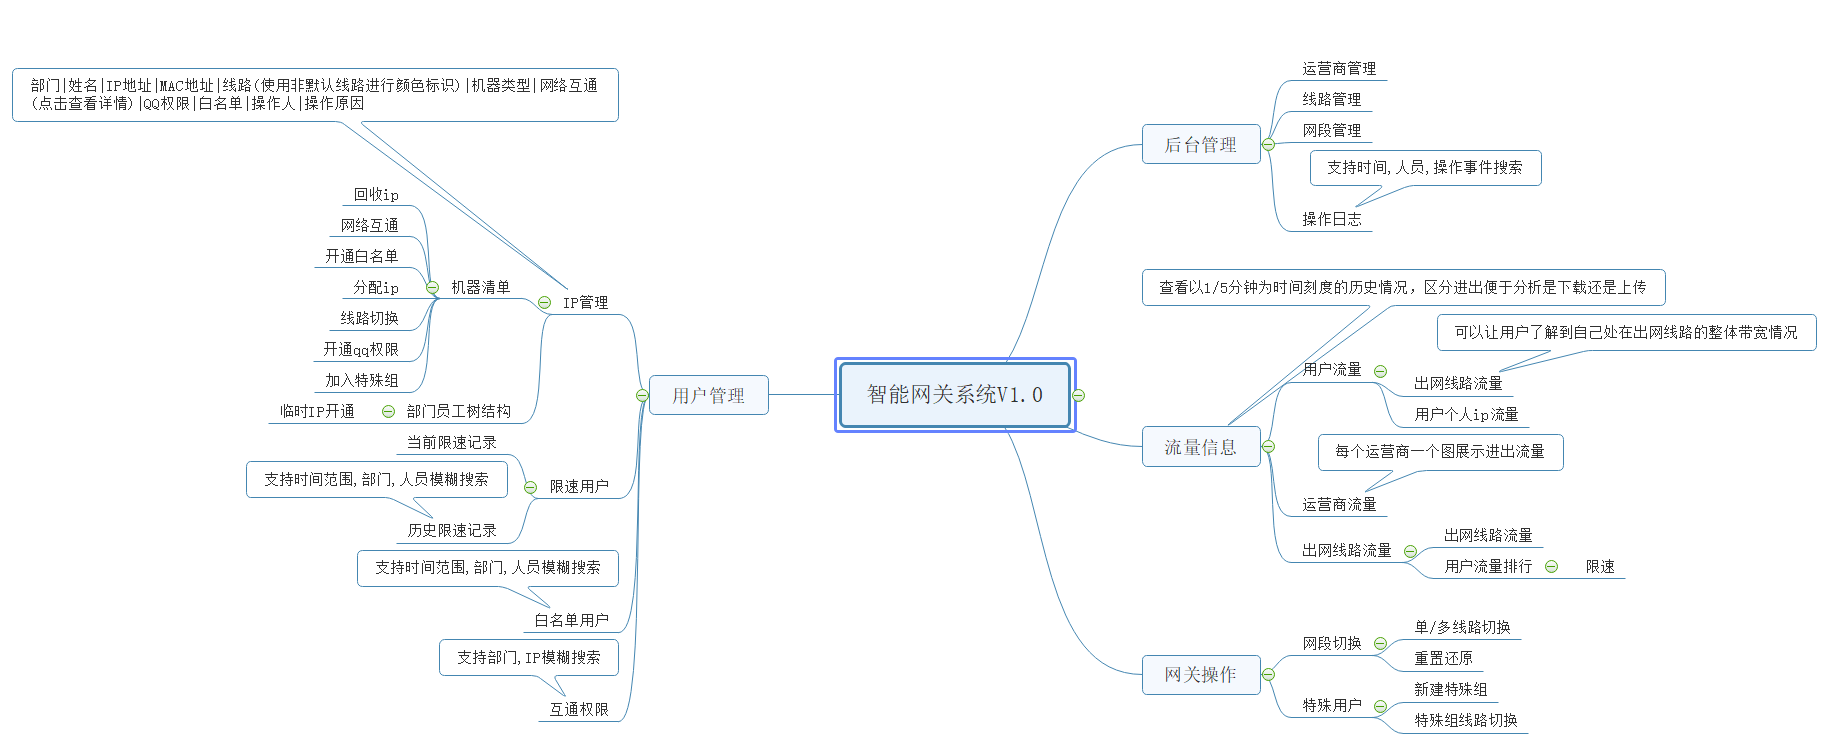 部门|姓名|IP地址|MAC地址|线路(使用非默认线路进行颜色标识)|机器类型|网络互通
(点击查看详情)|QQ权限|白名单|操作人|操作原因
回收ip
网络互通
开通白名单
分配ip
线路切换
开通qq权限
加入特殊组
机器清单
IP管理
临时IP开通
部门员工树结构
当前限速记录
支持时间范围,部门,人员模糊搜索
历史限速记录
限速用户
支持时间范围,部门,人员模糊搜索
白名单用户
支持部门,IP模糊搜索
互通权限
用户管理
智能网关系统V1.0
后台管理
运营商管理
线路管理
网段管理
支持时间,人员,操作事件搜索
操作日志
查看以1/5分钟为时间刻度的历史情况，区分进出便于分析是下载还是上传
流量信息
可以让用户了解到自己处在出网线路的整体带宽情况
用户流量
出网线路流量
用户个人ip流量
每个运营商一个图展示进出流量
运营商流量
出网线路流量
出网线路流量
用户流量排行
限速
网关操作
网段切换
单/多线路切换
重置还原
特殊用户
新建特殊组
特殊组线路切换